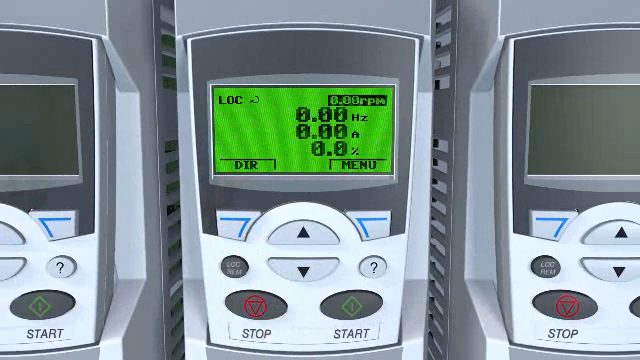 LOC 0.00rpm
0.00 Hz
0.00 A
0.0 %
DIR MENU
LOC
REM
?
STOP START
?
START
LOC
REM
STOP